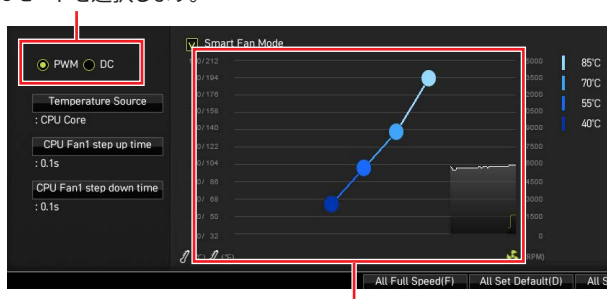 モードを選択します。
PWM DC
Temperature Source
: CPU Core
CPU Fan1 step up time
: 0.1s
CPU Fan1 step down time
: 0.1s
Smart Fan Mode
0/212
0/194
0/176
0/158
0/140
0/122
0/104
0/ 86
0/ 68
0/ 50
0/ 32
(°C) (°F)
5000
3500
2000
0500
9000
7500
6000
4500
3000
1500
0
(RPM)
85°C
70°C
55°C
40°C
All Full Speed(F) All Set Default(D) All S